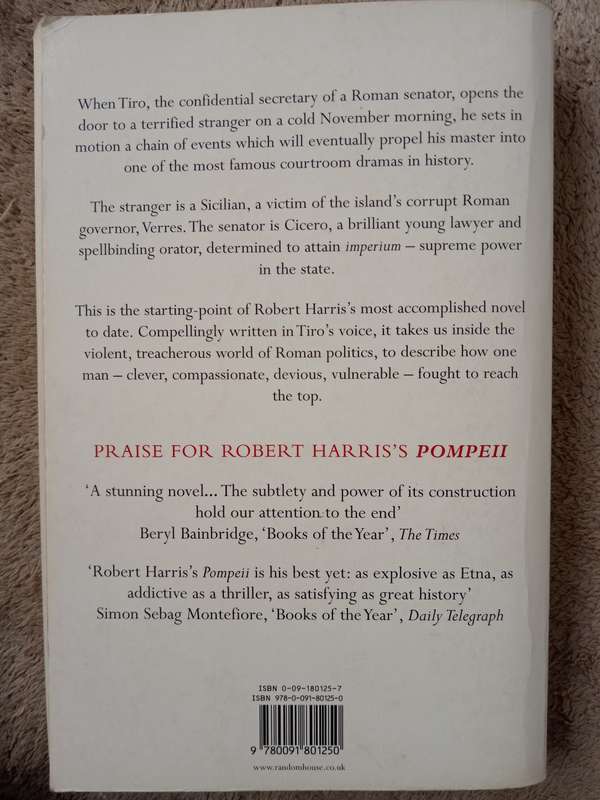 When Tiro, the confidential secretary of a Roman senator, opens the
door to a terrified stranger on a cold November morning, he sets in
motion a chain of events which will eventually propel his master into
one of the most famous courtroom dramas in history.
The stranger is a Sicilian, a victim of the island's corrupt Roman
governor, Verres. The senator is Cicero, a brilliant young lawyer and
spellbinding orator, determined to attain imperium – supreme power
in the state.
This is the starting-point of Robert Harris's most accomplished novel
to date. Compellingly written in Tiro's voice, it takes us inside the
violent, treacherous world of Roman politics, to describe how one
man – clever, compassionate, devious, vulnerable – fought to reach
the top.
PRAISE FOR ROBERT HARRIS'S POMPEII
'A stunning novel... The subtlety and power of its construction
hold our attention to the end'
Beryl Bainbridge, 'Books of the Year', The Times
'Robert Harris's Pompeii is his best yet: as explosive as Etna, as
addictive as a thriller, as satisfying as great history'
Simon Sebag Montefiore, 'Books of the Year', Daily Telegraph
ISBN 0-09-180125-7
ISBN 978-0-091-80125-0
9 780091 801250
www.randomhouse.co.uk